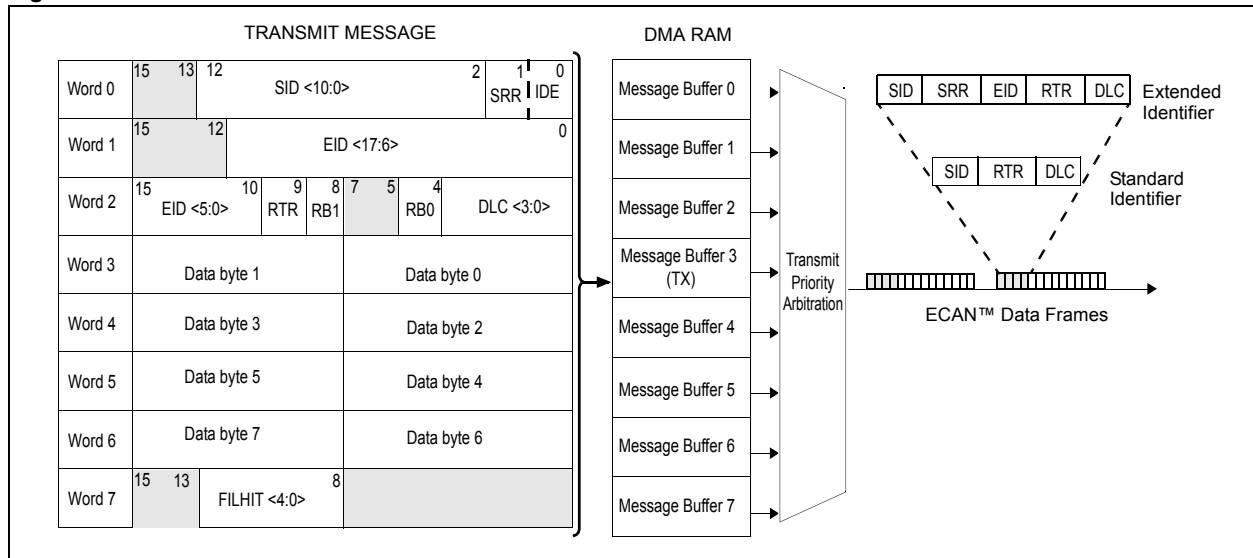 TRANSMIT MESSAGE
DMA RAM
Word 0
15 13 12 2 1 0
SID <10:0>
SRR IDE
Word 1
15 12 0
EID <17:6>
Word 2
15 10 9 8 7 5 4
EID <5:0> RTR RB1 RB0 DLC <3:0>
Word 3
Data byte 1 Data byte 0
Word 4
Data byte 3 Data byte 2
Word 5
Data byte 5 Data byte 4
Word 6
Data byte 7 Data byte 6
Word 7
15 13 8
FILHIT <4:0>
Message Buffer 0
Message Buffer 1
Message Buffer 2
Message Buffer 3
(TX)
Message Buffer 4
Message Buffer 5
Message Buffer 6
Message Buffer 7
Transmit
Priority
Arbitration
SID SRR EID RTR DLC
Extended
Identifier
SID RTR DLC
Standard
Identifier
ECAN™ Data Frames